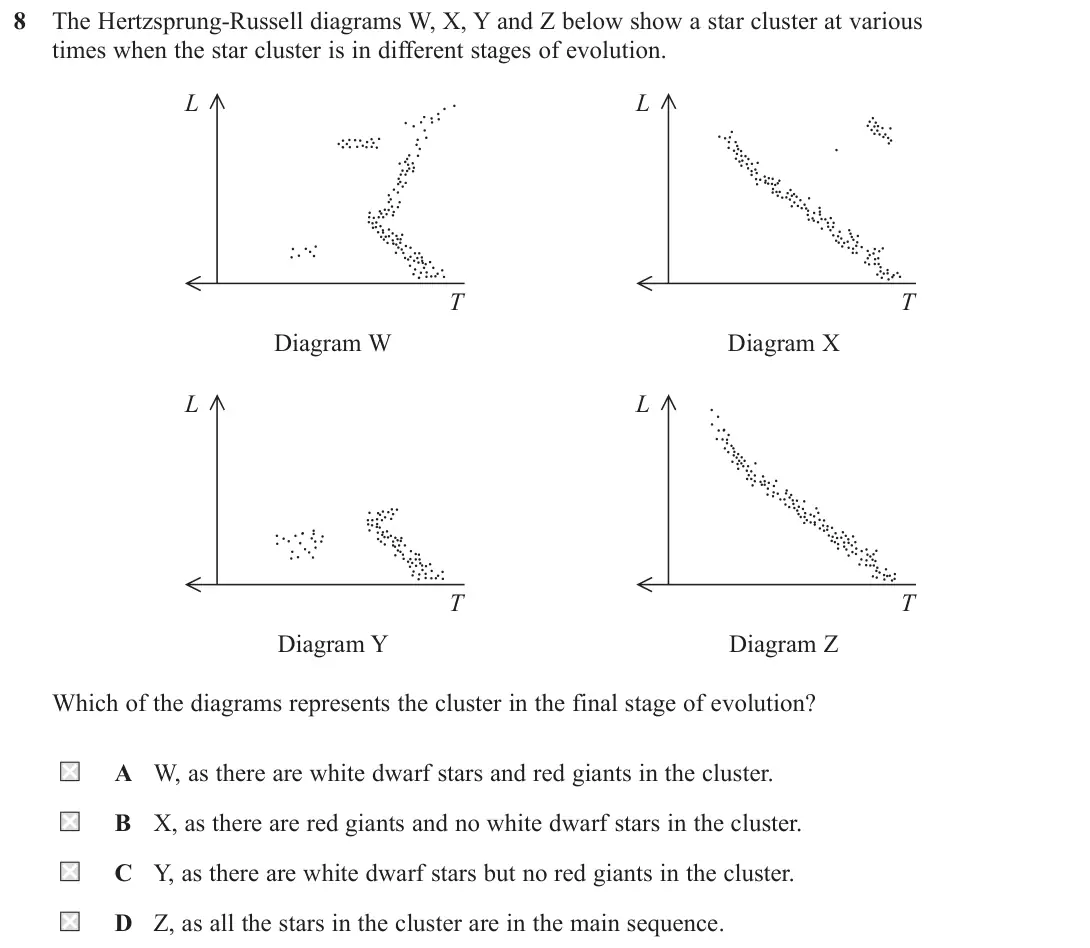 8 The Hertzsprung-Russell diagrams W, X, Y and Z below show a star cluster at various
times when the star cluster is in different stages of evolution.
L
T
Diagram W
L
T
Diagram X
L
T
Diagram Y
L
T
Diagram Z
Which of the diagrams represents the cluster in the final stage of evolution?
A W, as there are white dwarf stars and red giants in the cluster.
B X, as there are red giants and no white dwarf stars in the cluster.
C Y, as there are white dwarf stars but no red giants in the cluster.
D Z, as all the stars in the cluster are in the main sequence.